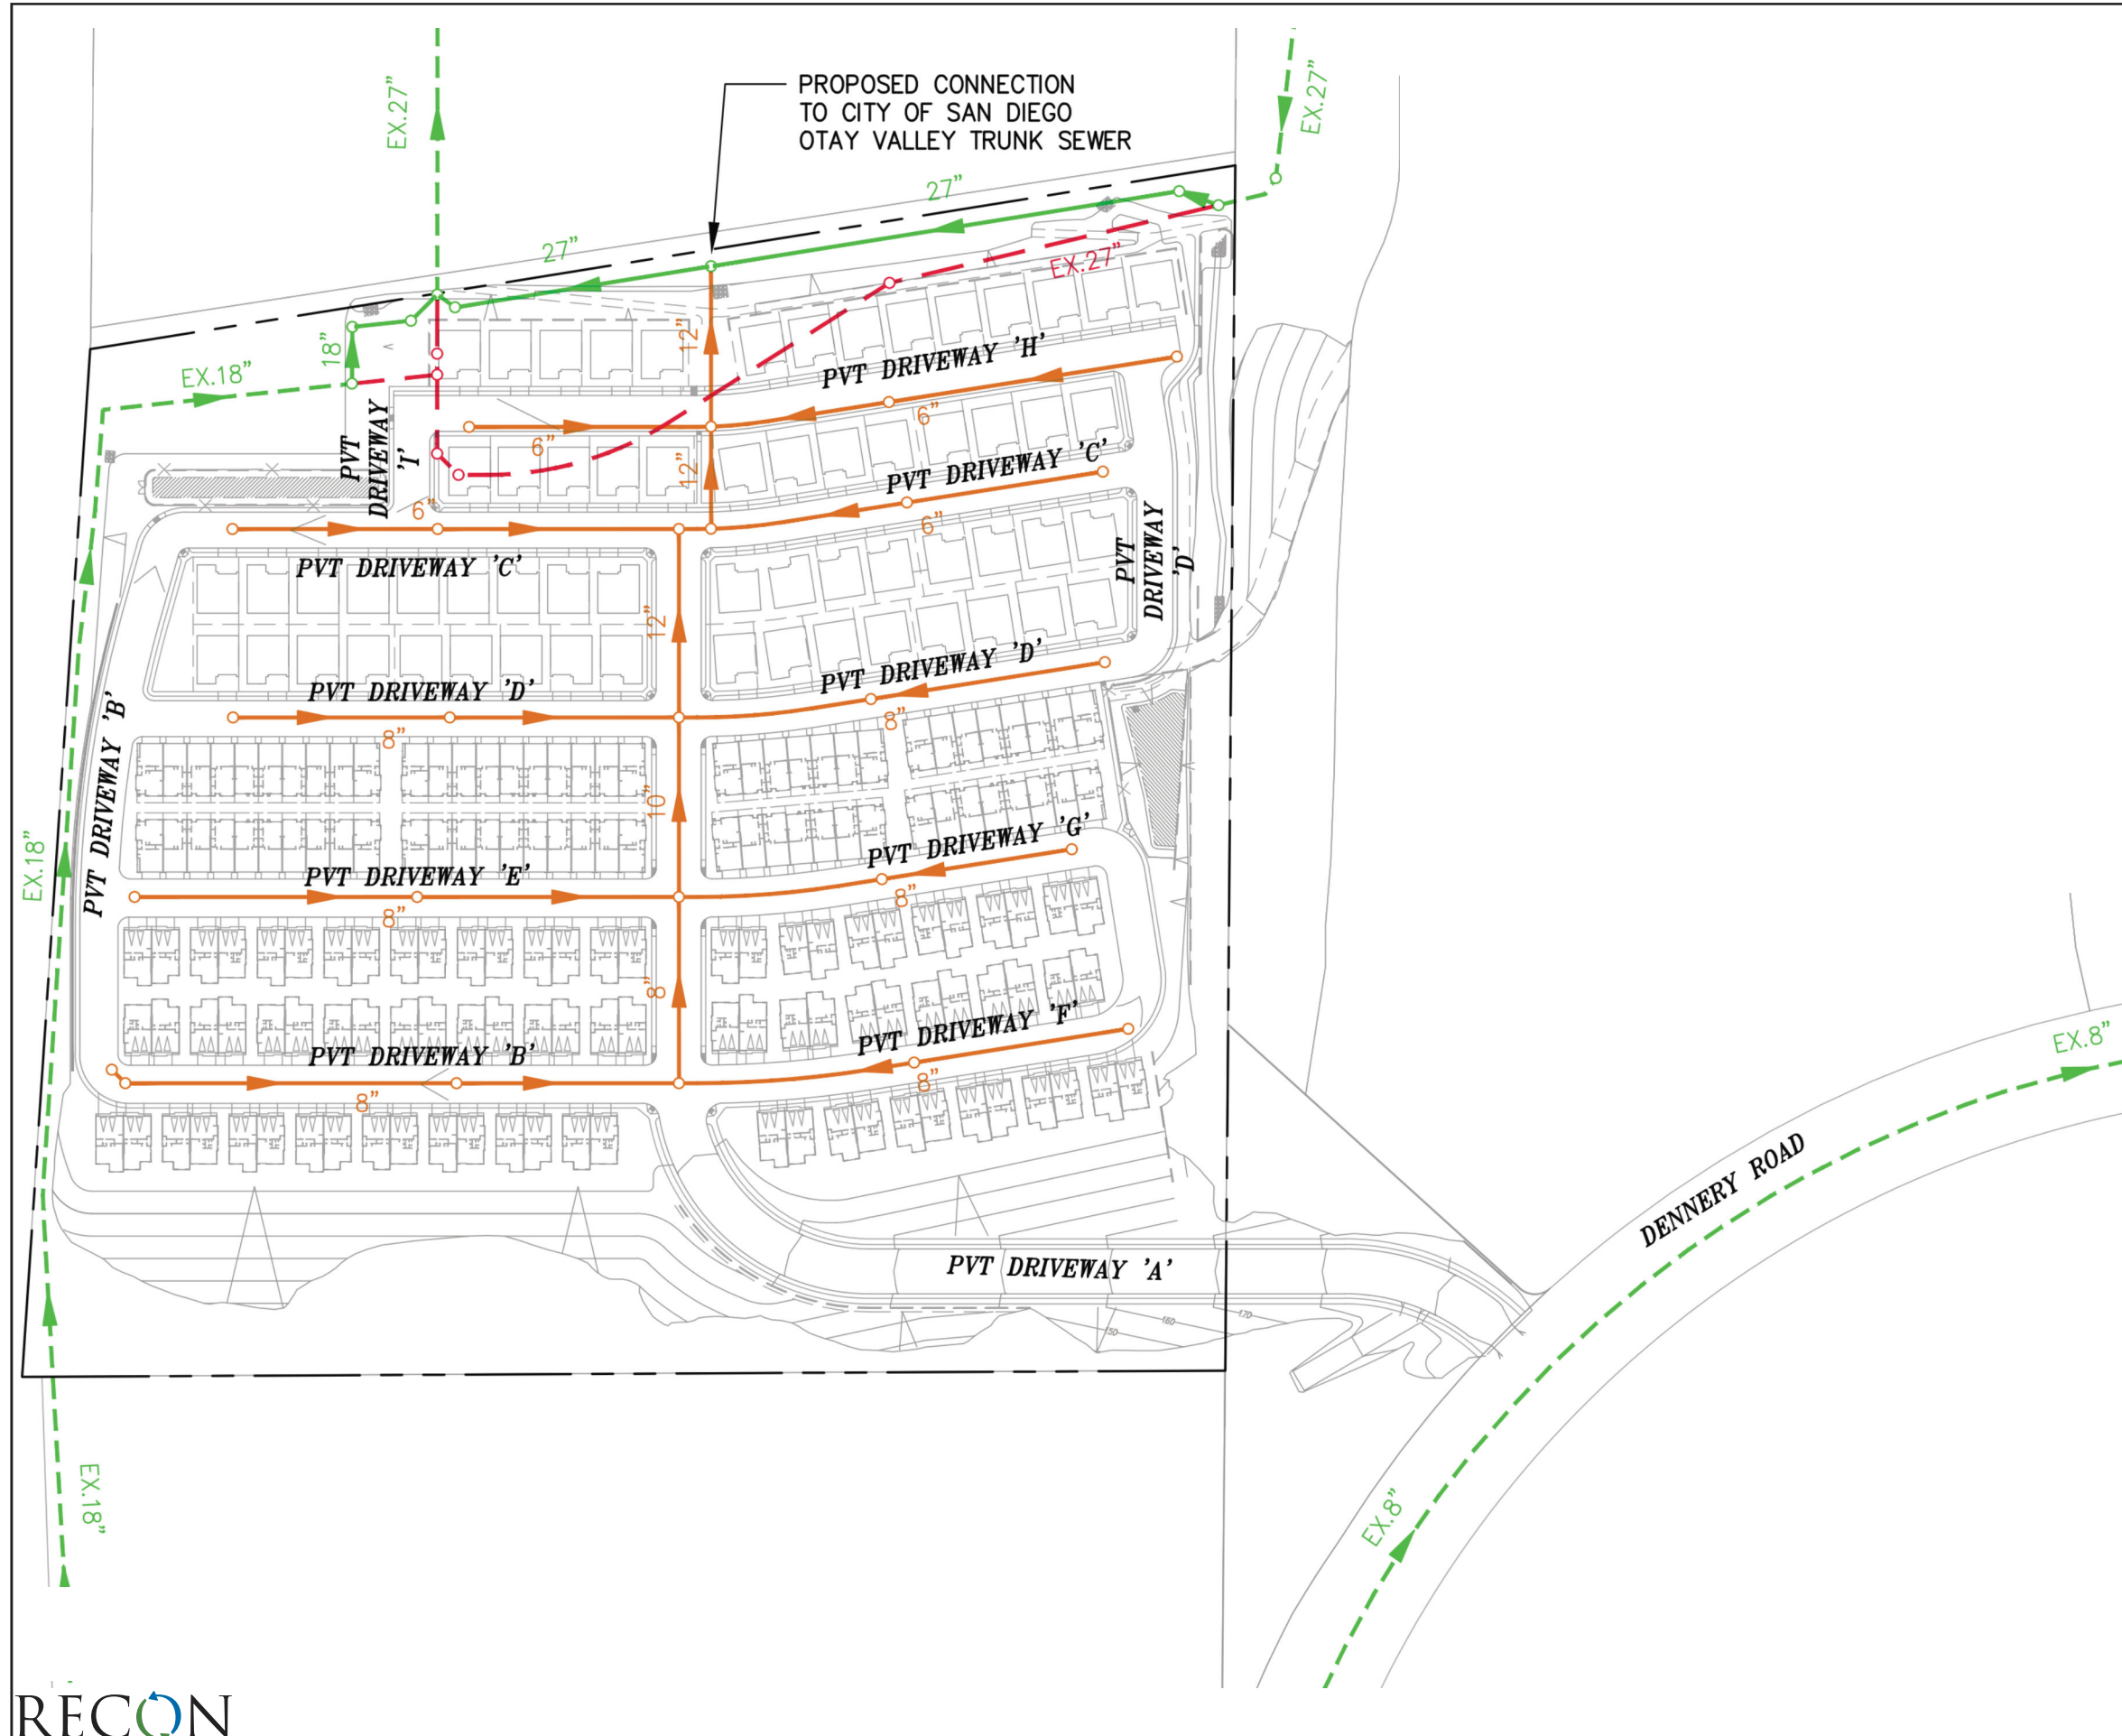 EX.27"
PROPOSED CONNECTION
TO CITY OF SAN DIEGO
OTAY VALLEY TRUNK SEWER
EX.27"
27"
27"
EX.27"
18"
12"
EX.18"
PVT DRIVEWAY 'H'
6"
6"
PVT
DRIVEWAY
'I'
12"
PVT DRIVEWAY 'C'
6"
6"
PVT DRIVEWAY 'C'
PVT
DRIVEWAY
'D'
12"
PVT DRIVEWAY 'D'
PVT DRIVEWAY 'D'
8"
8"
PVT DRIVEWAY 'B'
10"
EX.18"
PVT DRIVEWAY 'G'
PVT DRIVEWAY 'E'
8"
8"
8"
PVT DRIVEWAY 'F'
PVT DRIVEWAY 'B'
8"
8"
EX.8"
DENNERY ROAD
PVT DRIVEWAY 'A'
150
160
170
EX.18"
EX.8"
RECON